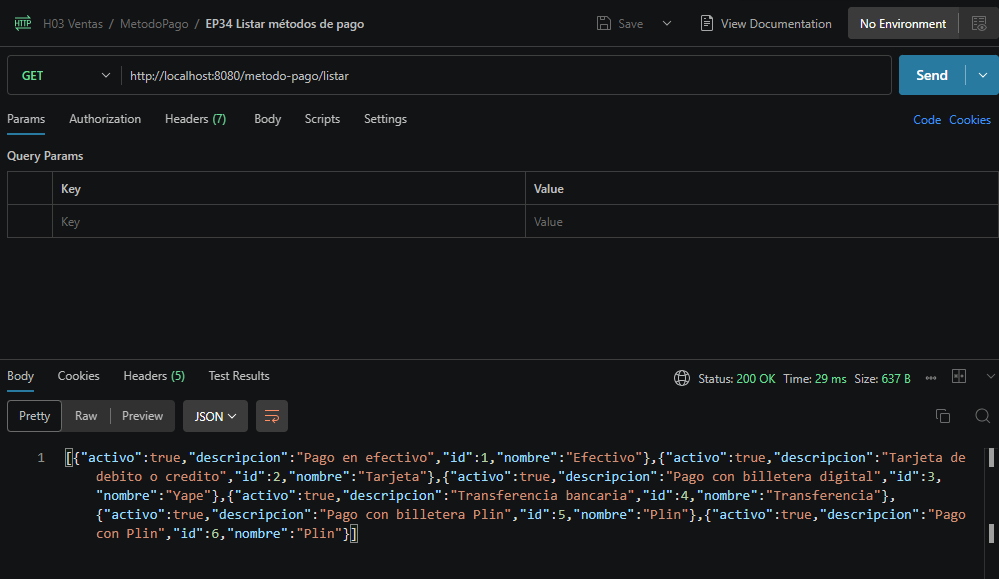 HTTP H03 Ventas / MetodoPago / EP34 Listar métodos de pago Save View Documentation No Environment
GET http://localhost:8080/metodo-pago/listar Send
Params Authorization Headers (7) Body Scripts Settings Code Cookies
Query Params
Key Value
Key Value
Body Cookies Headers (5) Test Results Status: 200 OK Time: 29 ms Size: 637 B
Pretty Raw Preview JSON
1 [{"activo":true,"descripcion":"Pago en efectivo","id":1,"nombre":"Efectivo"},{"activo":true,"descripcion":"Tarjeta de
debito o credito","id":2,"nombre":"Tarjeta"},{"activo":true,"descripcion":"Pago con billetera digital","id":3,
"nombre":"Yape"},{"activo":true,"descripcion":"Transferencia bancaria","id":4,"nombre":"Transferencia"},
{"activo":true,"descripcion":"Pago con billetera Plin","id":5,"nombre":"Plin"},{"activo":true,"descripcion":"Pago
con Plin","id":6,"nombre":"Plin"}]